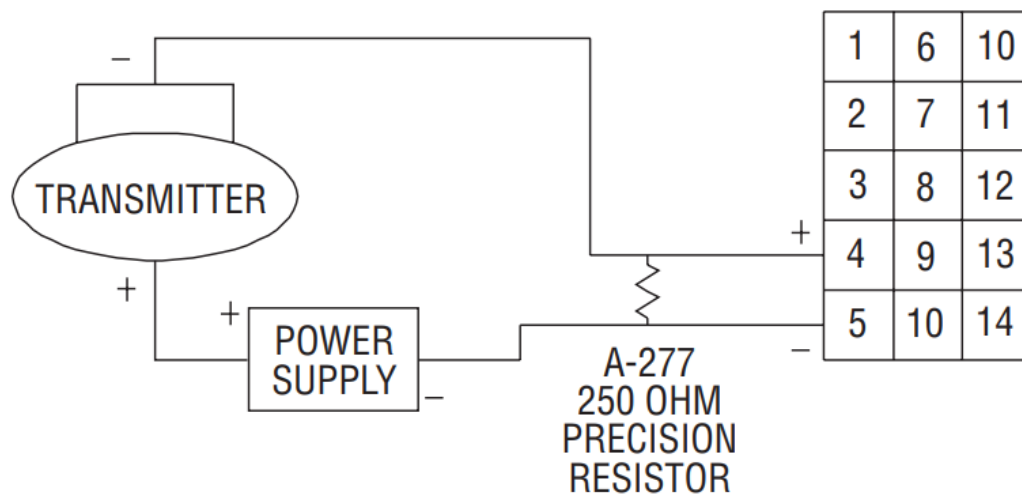 −
TRANSMITTER
+
+
POWER
SUPPLY
−
A-277
250 OHM
PRECISION
RESISTOR
+
−
1 6 10
2 7 11
3 8 12
4 9 13
5 10 14